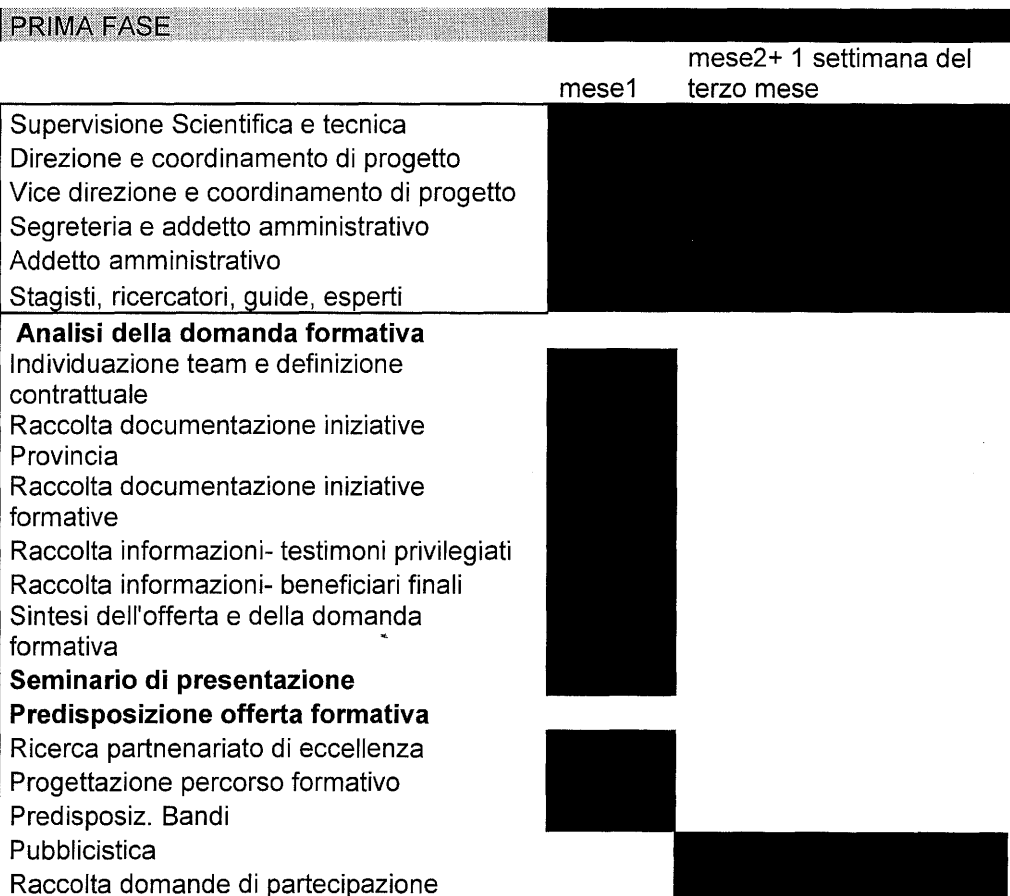 PRIMA FASE
mese2+ 1 settimana del
mese1 terzo mese
Supervisione Scientifica e tecnica
Direzione e coordinamento di progetto
Vice direzione e coordinamento di progetto
Segreteria e addetto amministrativo
Addetto amministrativo
Stagisti, ricercatori, guide, esperti
Analisi della domanda formativa
Individuazione team e definizione
contrattuale
Raccolta documentazione iniziative
Provincia
Raccolta documentazione iniziative
formative
Raccolta informazioni- testimoni privilegiati
Raccolta informazioni- beneficiari finali
Sintesi dell'offerta e della domanda
formativa
Seminario di presentazione
Predisposizione offerta formativa
Ricerca partnenariato di eccellenza
Progettazione percorso formativo
Predisposiz. Bandi
Pubblicistica
Raccolta domande di partecipazione